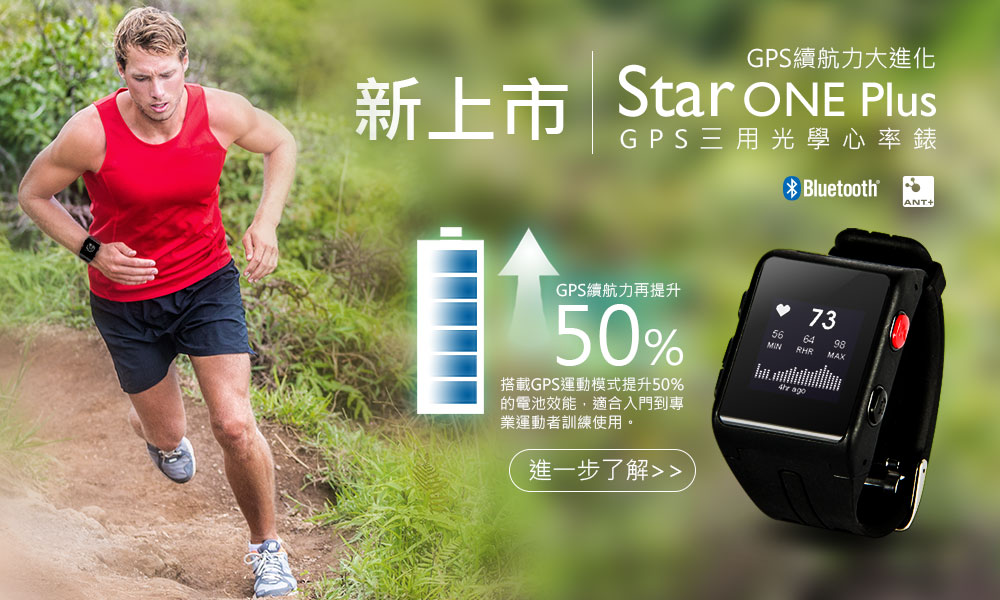 新上市
GPS續航力大進化
Star ONE Plus
GPS三用光學心率錶
Bluetooth®
ANT+
GPS續航力再提升
50%
搭載GPS運動模式提升50%
的電池效能，適合入門到專
業運動者訓練使用。
進一步了解>>
73
56 64 98
MIN RHR MAX
4hr ago